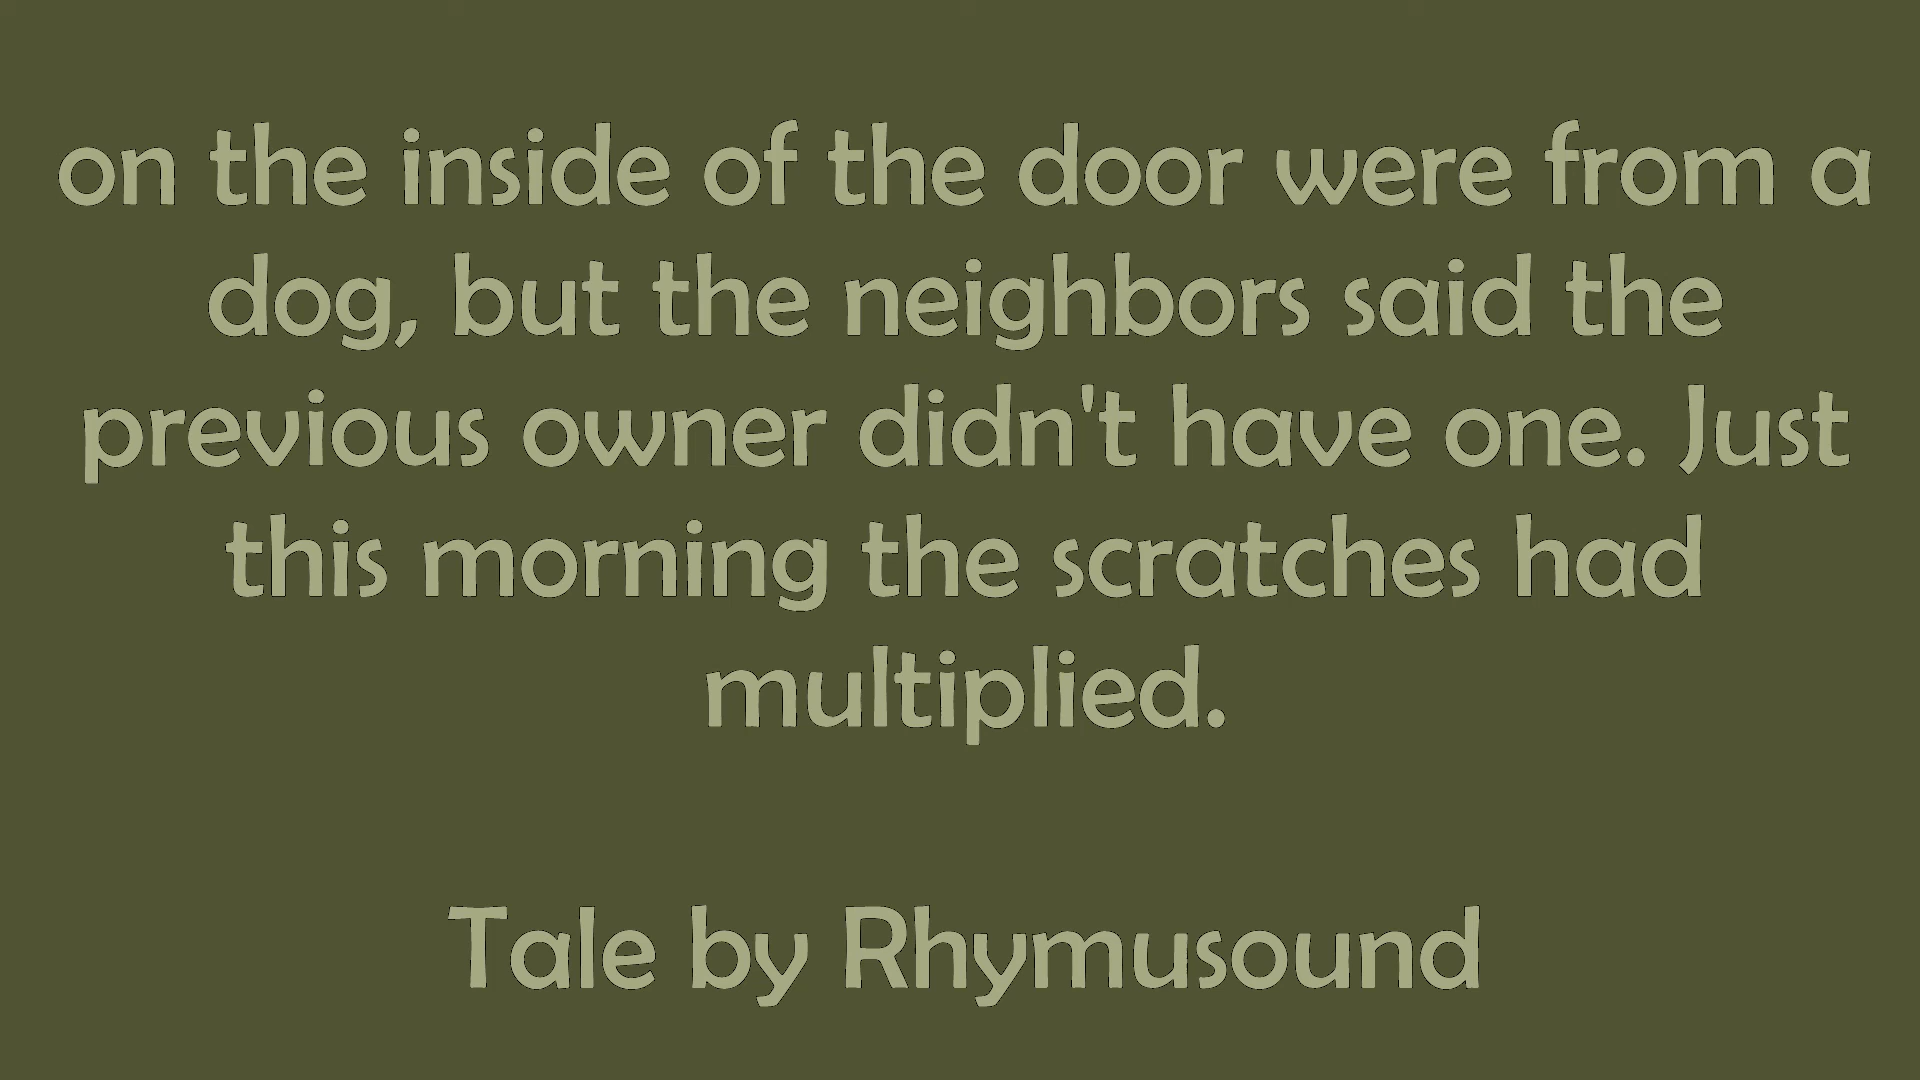 on the inside of the door were from a
dog, but the neighbors said the
previous owner didn't have one. Just
this morning the scratches had
multiplied.
Tale by Rhymusound